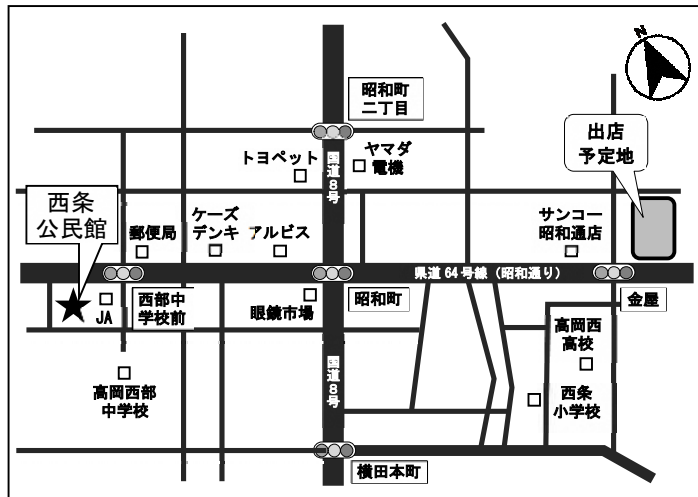 N
昭和町
二丁目
出店
予定地
国道8号
トヨペット
ヤマダ
電機
西条
公民館
郵便局
ケーズ
デンキ
アルビス
サンコー
昭和通店
県道64号線（昭和通り）
JA
西部中
学校前
眼鏡市場
昭和町
金屋
高岡西
高校
国道8号
高岡西部
中学校
西条
小学校
横田本町